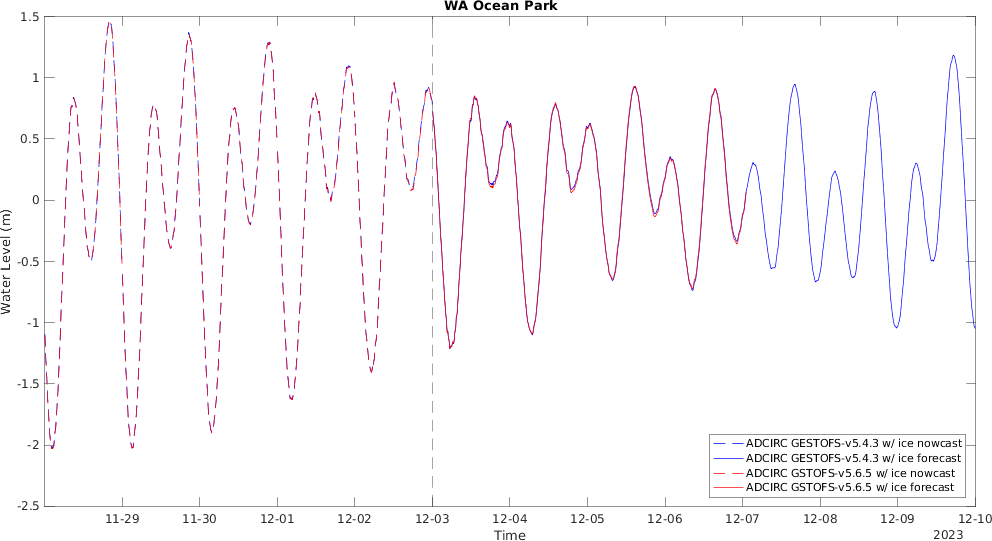 WA Ocean Park
1.5
1
0.5
0
-0.5
-1
-1.5
-2
-2.5
Water Level (m)
11-29 11-30 12-01 12-02 12-03 12-04 12-05 12-06 12-07 12-08 12-09 12-10
Time
2023
ADCIRC GESTOFS-v5.4.3 w/ ice nowcast
ADCIRC GESTOFS-v5.4.3 w/ ice forecast
ADCIRC GSTOFS-v5.6.5 w/ ice nowcast
ADCIRC GSTOFS-v5.6.5 w/ ice forecast